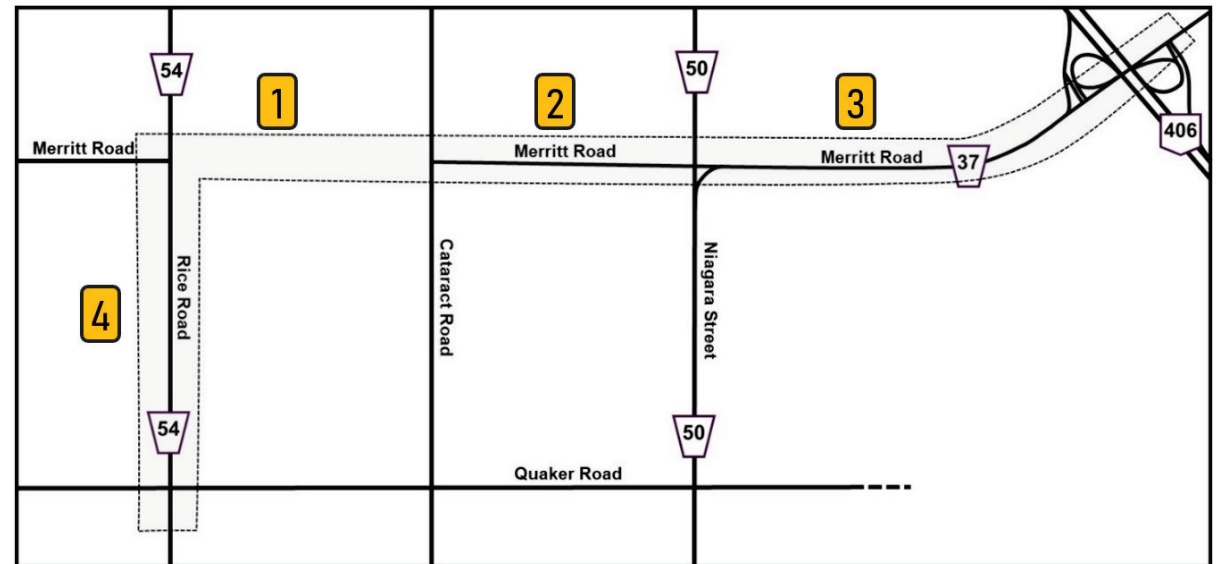 54
50
1
2
3
406
Merritt Road
Merritt Road
Merritt Road
37
Rice Road
Cataract Road
Niagara Street
4
54
50
Quaker Road